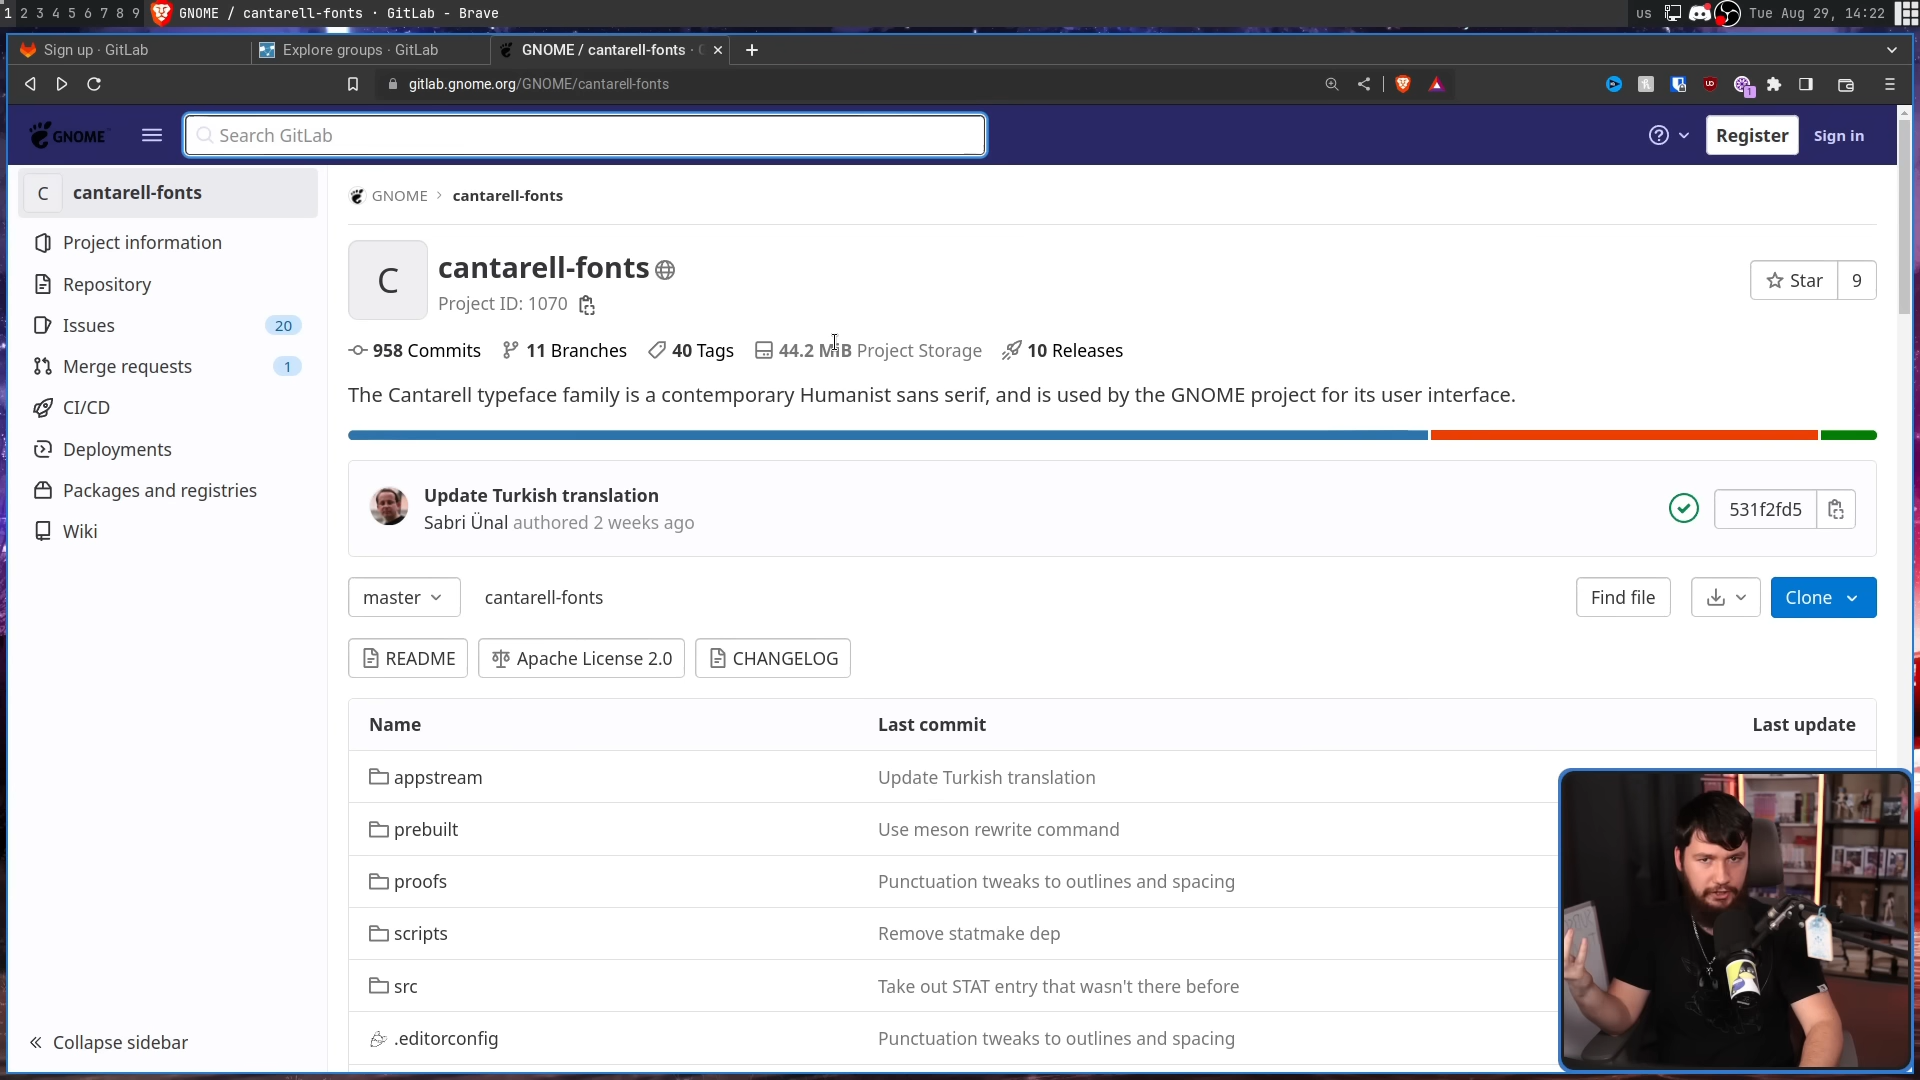 1 2 3 4 5 6 7 8 9 GNOME / cantarell-fonts · GitLab - Brave us Tue Aug 29, 14:22
Sign up · GitLab Explore groups · GitLab GNOME / cantarell-fonts ·
gitlab.gnome.org/GNOME/cantarell-fonts 1
GNOME Search GitLab Register Sign in
C cantarell-fonts
Project information
Repository
Issues 20
Merge requests 1
CI/CD
Deployments
Packages and registries
Wiki
Collapse sidebar
GNOME > cantarell-fonts
C
cantarell-fonts
Project ID: 1070
Star 9
958 Commits 11 Branches 40 Tags 44.2 MiB Project Storage 10 Releases
The Cantarell typeface family is a contemporary Humanist sans serif, and is used by the GNOME project for its user interface.
Update Turkish translation
Sabri Ünal authored 2 weeks ago
531f2fd5
master cantarell-fonts Find file Clone
README Apache License 2.0 CHANGELOG
Name Last commit Last update
appstream Update Turkish translation
prebuilt Use meson rewrite command
proofs Punctuation tweaks to outlines and spacing
scripts Remove statmake dep
src Take out STAT entry that wasn't there before
.editorconfig Punctuation tweaks to outlines and spacing